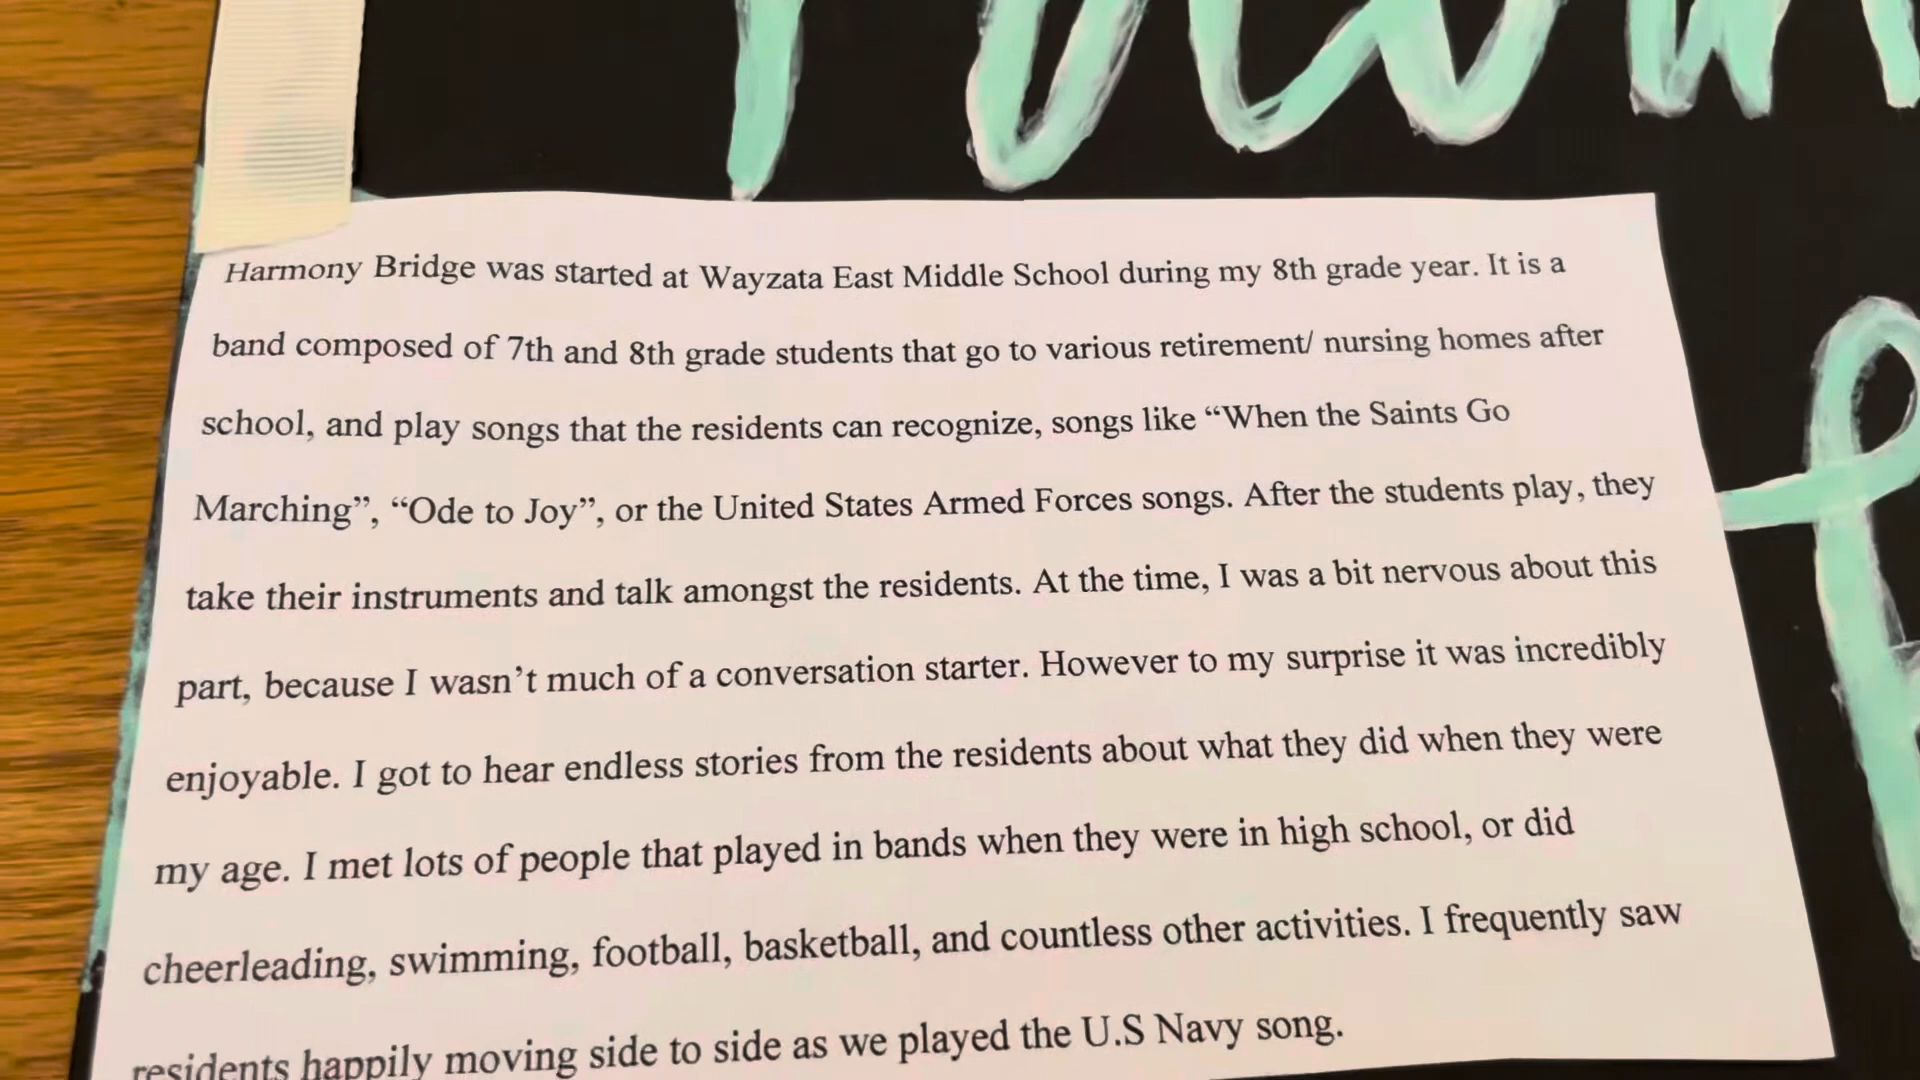 Harmony Bridge was started at Wayzata East Middle School during my 8th grade year. It is a
band composed of 7th and 8th grade students that go to various retirement/ nursing homes after
school, and play songs that the residents can recognize, songs like “When the Saints Go
Marching”, “Ode to Joy”, or the United States Armed Forces songs. After the students play, they
take their instruments and talk amongst the residents. At the time, I was a bit nervous about this
part, because I wasn’t much of a conversation starter. However to my surprise it was incredibly
enjoyable. I got to hear endless stories from the residents about what they did when they were
my age. I met lots of people that played in bands when they were in high school, or did
cheerleading, swimming, football, basketball, and countless other activities. I frequently saw
residents happily moving side to side as we played the U.S Navy song.